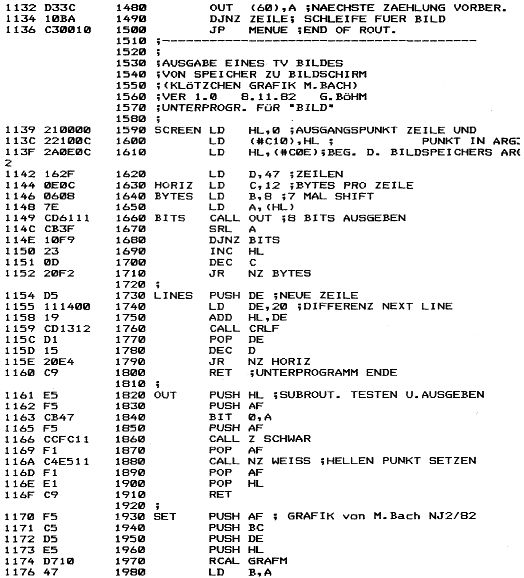 1132 D33C 1480 OUT (60),A ;NAECHSTE ZAEHLUNG VORBER.
1134 10BA 1490 DJNZ ZEILE; SCHLEIFE FUER BILD
1136 C30010 1500 JP MENUE ;END OF ROUT.
1510 ;----------------------------------------
1520 ;
1530 ;AUSGABE EINES TV BILDES
1540 ;VON SPEICHER ZU BILDSCHIRM
1550 ;(KLÖTZCHEN GRAFIK M.BACH)
1560 ;VER 1.0 8.11.82 G.BÖHM
1570 ;UNTERPROGR. FÜR "BILD"
1580 ;
1139 210000 1590 SCREEN LD HL,0 ;AUSGANGSPUNKT ZEILE UND
113C 22100C 1600 LD (#C10),HL ; PUNKT IN ARG1
113F 2A0E0C 1610 LD HL,(#C0E);BEG. D. BILDSPEICHERS ARG
2
1142 162F 1620 LD D,47 ;ZEILEN
1144 0E0C 1630 HORIZ LD C,12 ;BYTES PRO ZEILE
1146 0608 1640 BYTES LD B,8 ;7 MAL SHIFT
1148 7E 1650 LD A,(HL)
1149 CD6111 1660 BITS CALL OUT ;8 BITS AUSGEBEN
114C CB3F 1670 SRL A
114E 10F9 1680 DJNZ BITS
1150 23 1690 INC HL
1151 0D 1700 DEC C
1152 20F2 1710 JR NZ BYTES
1720 ;
1154 D5 1730 LINES PUSH DE ;NEUE ZEILE
1155 111400 1740 LD DE,20 ;DIFFERENZ NEXT LINE
1158 19 1750 ADD HL,DE
1159 CD1312 1760 CALL CRLF
115C D1 1770 POP DE
115D 15 1780 DEC D
115E 20E4 1790 JR NZ HORIZ
1160 C9 1800 RET ;UNTERPROGRAMM ENDE
1810 ;
1161 E5 1820 OUT PUSH HL ;SUBROUT. TESTEN U.AUSGEBEN
1162 F5 1830 PUSH AF
1163 CB47 1840 BIT 0,A
1165 F5 1850 PUSH AF
1166 CCFC11 1860 CALL Z SCHWAR
1169 F1 1870 POP AF
116A C4E511 1880 CALL NZ WEISS ;HELLEN PUNKT SETZEN
116D F1 1890 POP AF
116E E1 1900 POP HL
116F C9 1910 RET
1920 ;
1170 F5 1930 SET PUSH AF ; GRAFIK von M.Bach NJ2/82
1171 C5 1940 PUSH BC
1172 D5 1950 PUSH DE
1173 E5 1960 PUSH HL
1174 D710 1970 RCAL GRAFM
1176 47 1980 LD B,A